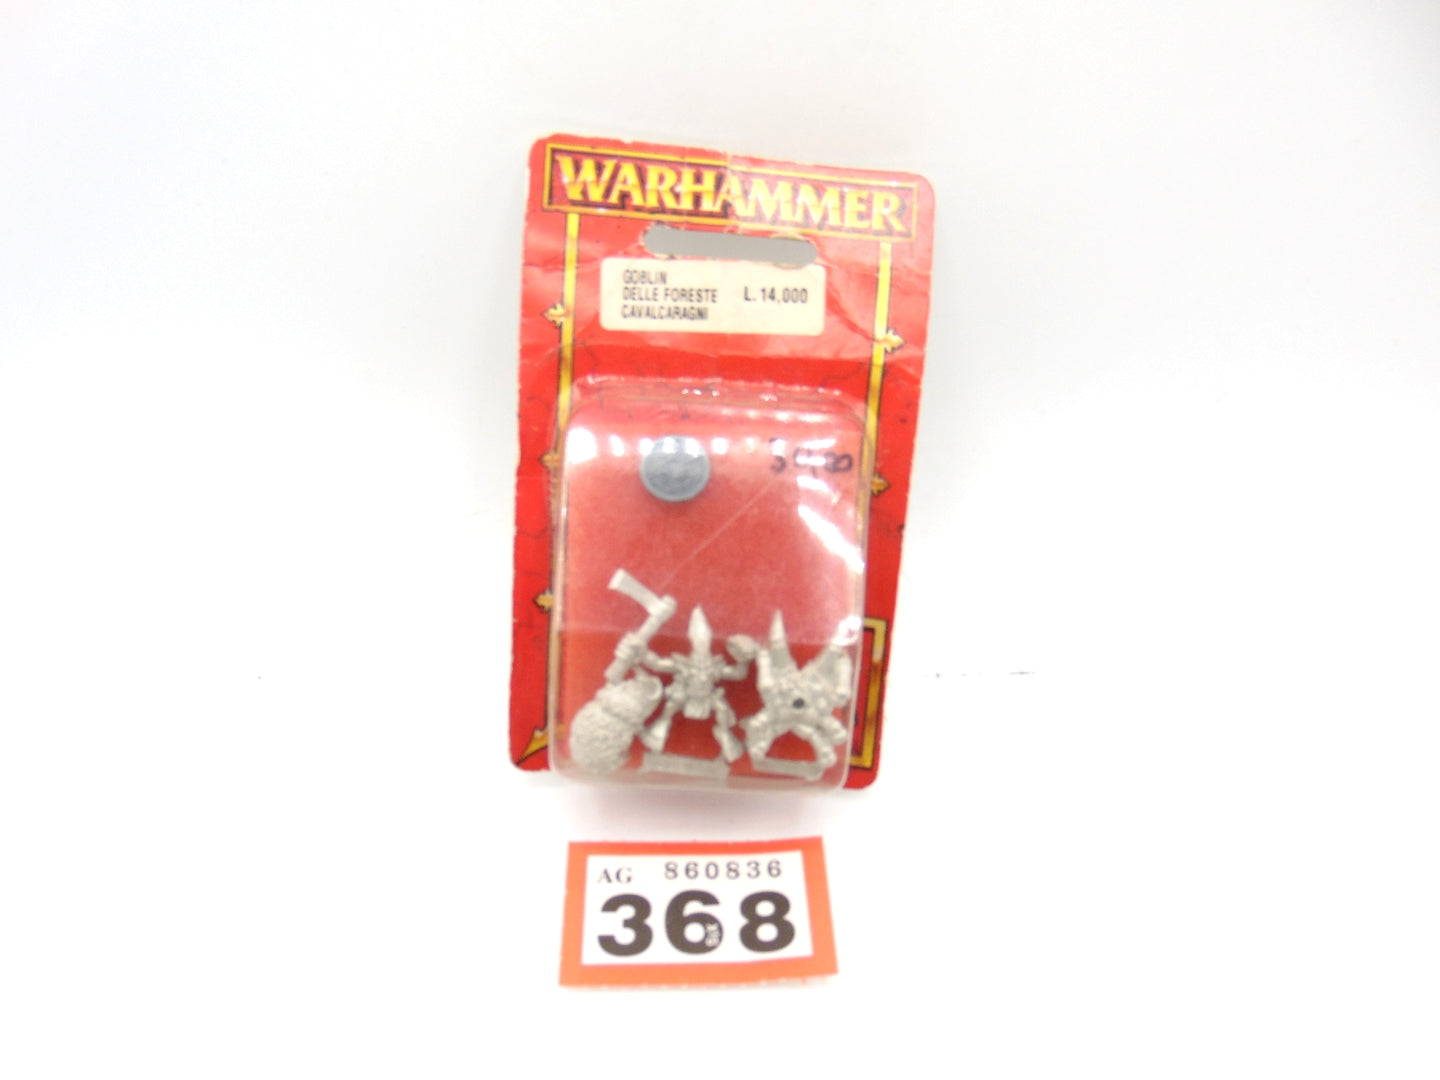 WARHAMMER
GOBLIN
DELLE FORESTE L. 14,000
CAVALCARAGNI
AG 860836
368